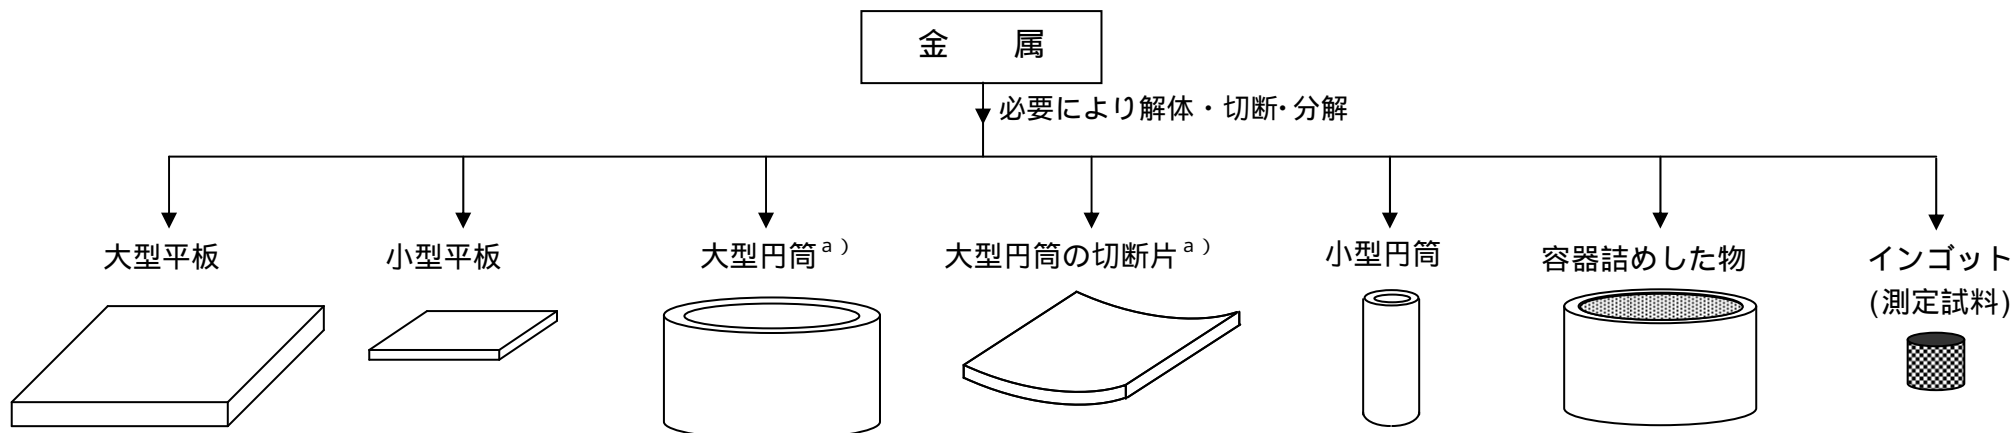 金　　属
必要により解体・切断・分解
大型平板
小型平板
大型円筒ａ）
大型円筒の切断片ａ）
小型円筒
容器詰めした物
インゴット
(測定試料)